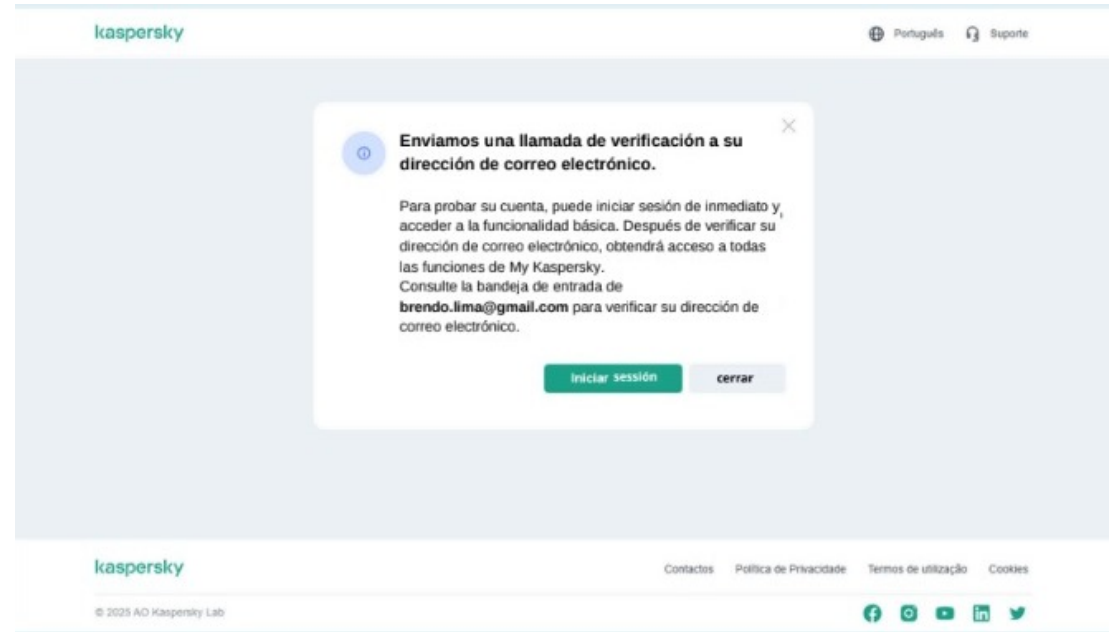 kaspersky
Português Suporte
Enviamos una llamada de verificación a su
dirección de correo electrónico.
Para probar su cuenta, puede iniciar sesión de inmediato y,
acceder a la funcionalidad básica. Después de verificar su
dirección de correo electrónico, obtendrá acceso a todas
las funciones de My Kaspersky.
Consulte la bandeja de entrada de
brendo.lima@gmail.com para verificar su dirección de
correo electrónico.
Iniciar sessión cerrar
kaspersky
Contactos Política de Privacidade Termos de utilização Cookies
© 2025 AO Kaspersky Lab